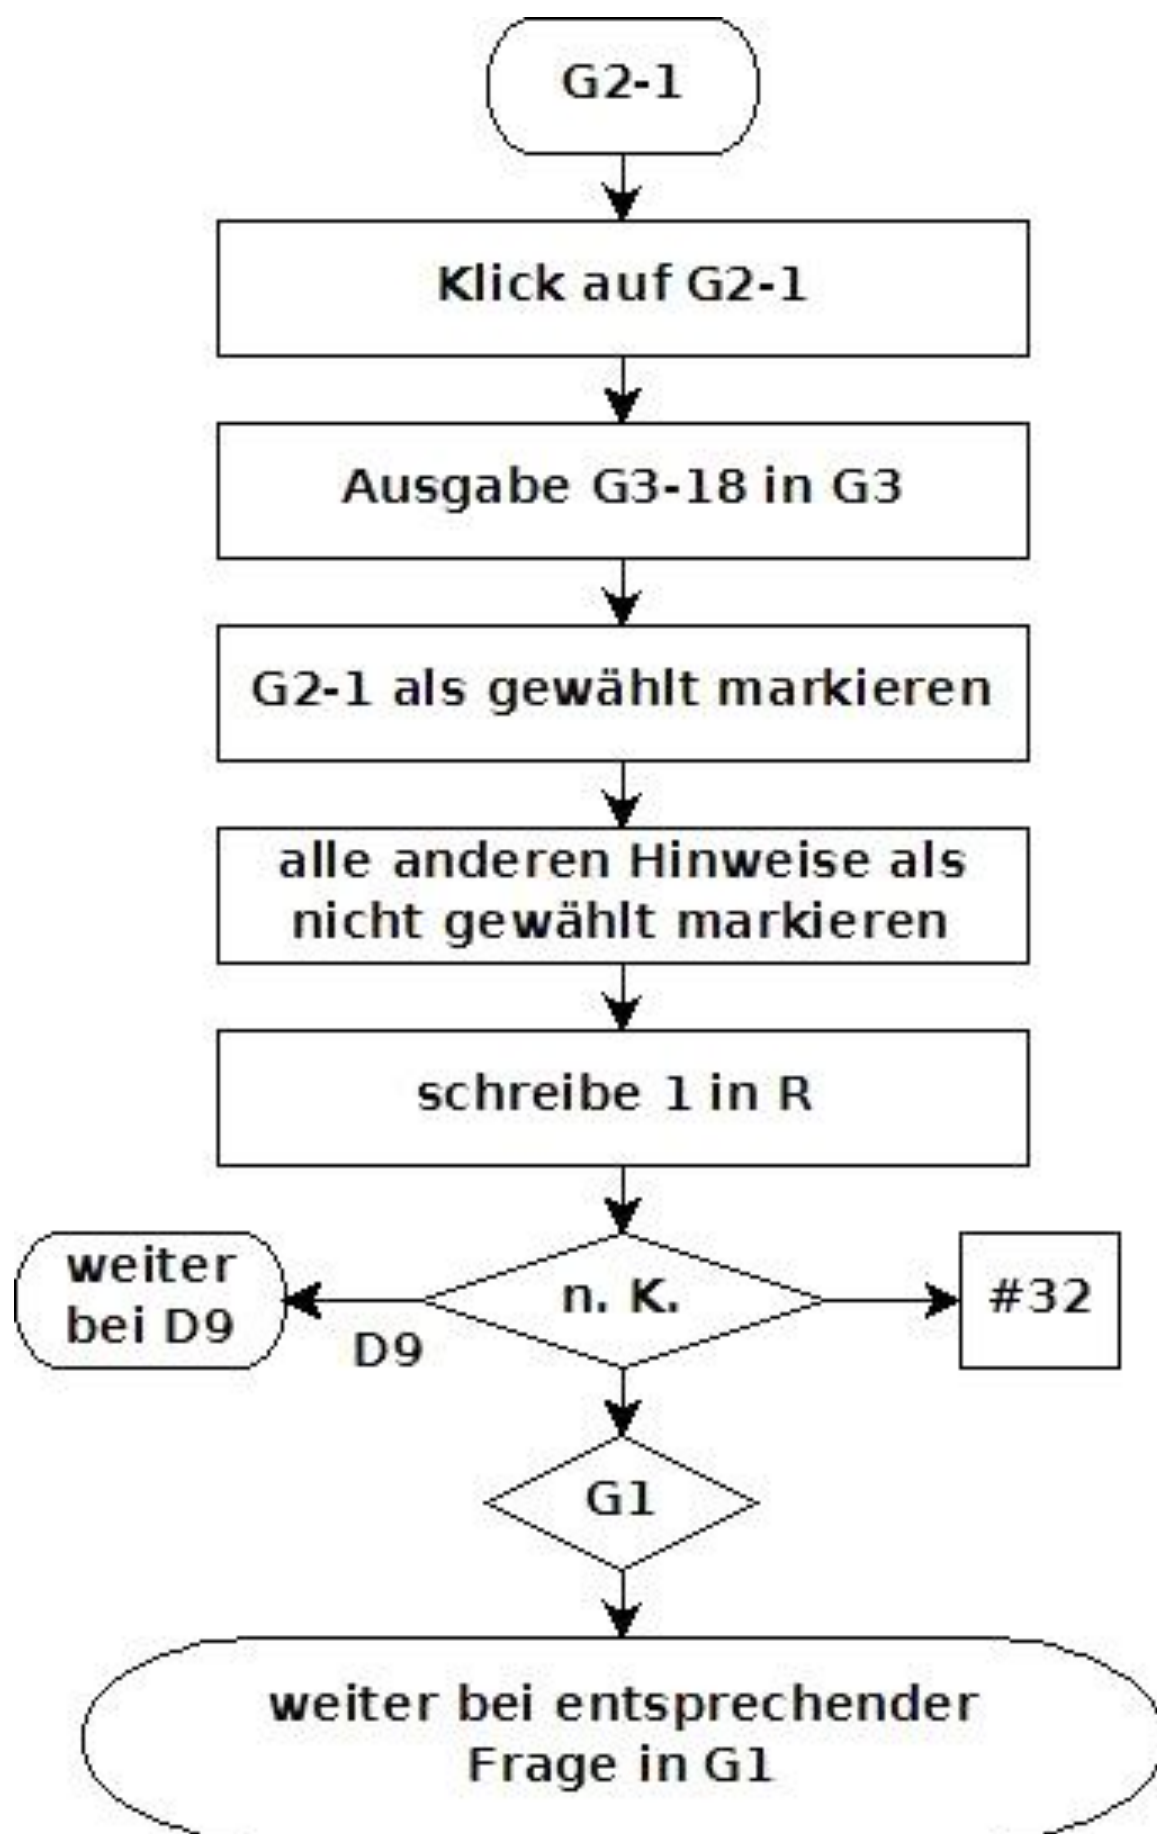 G2-1
Klick auf G2-1
Ausgabe G3-18 in G3
G2-1 als gewählt markieren
alle anderen Hinweise als
nicht gewählt markieren
schreibe 1 in R
weiter
bei D9
D9
n. K.
#32
G1
weiter bei entsprechender
Frage in G1